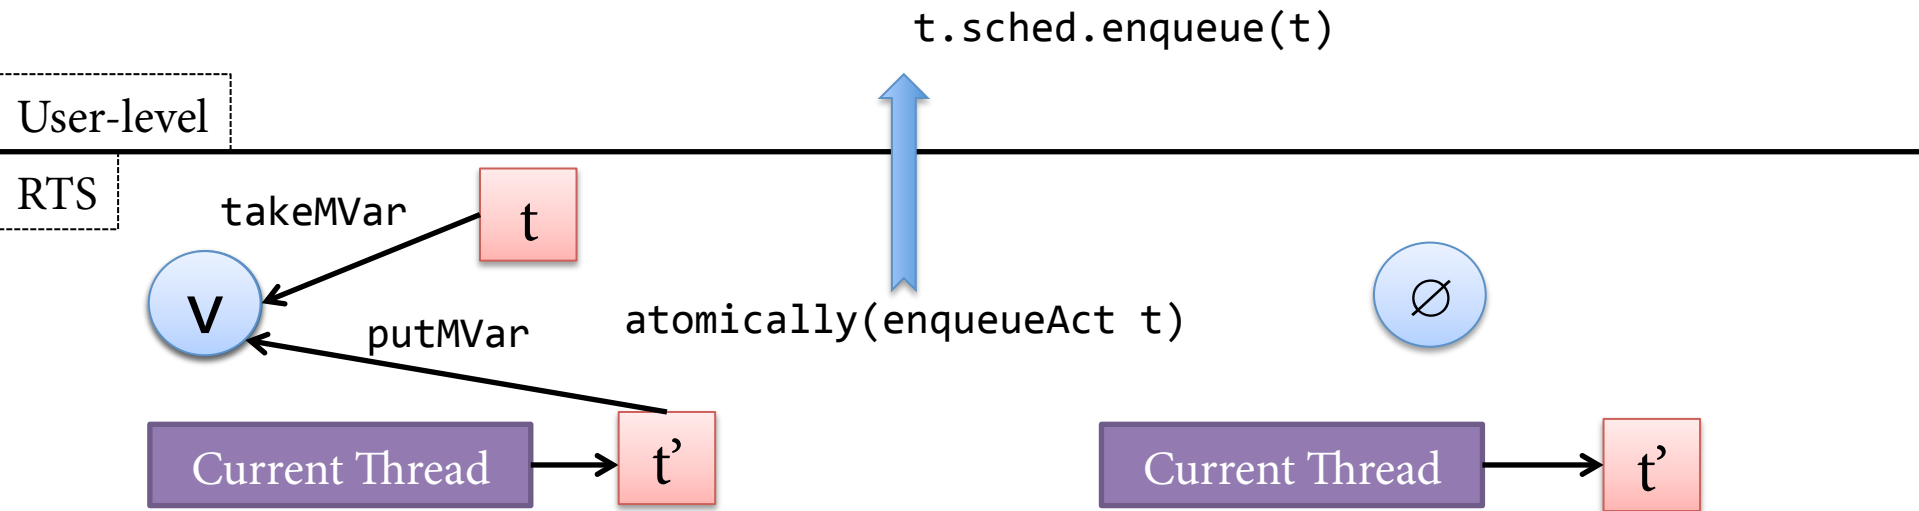 t.sched.enqueue(t)
User-level
RTS
takeMVar
t
v
putMVar
atomically(enqueueAct t)
∅
Current Thread
t’
Current Thread
t’